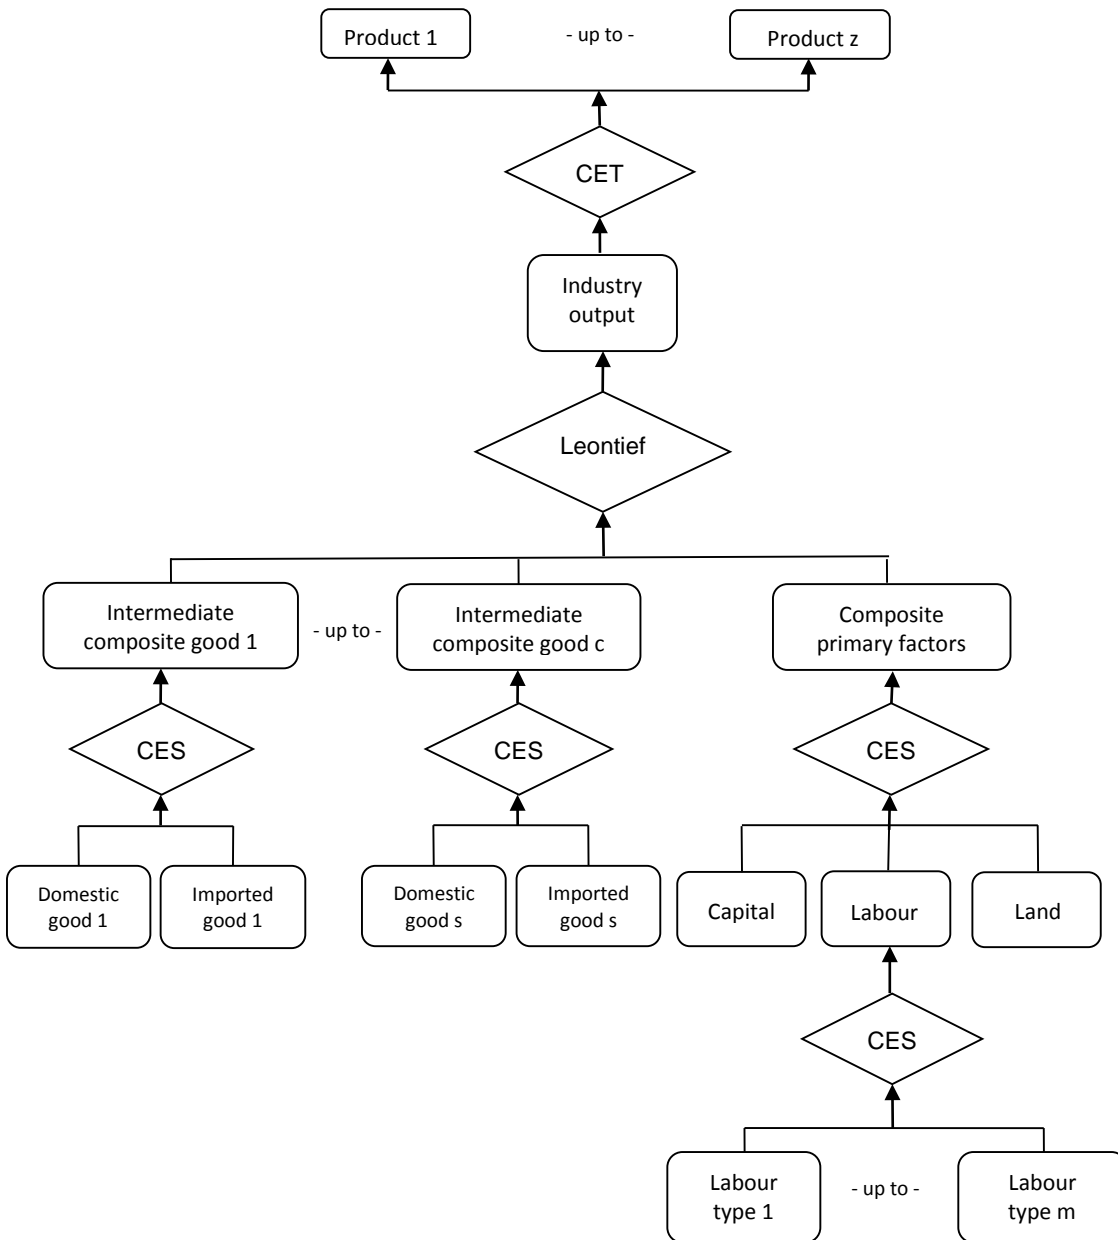 Product 1
- up to -
Product z
CET
Industry
output
Leontief
Intermediate
composite good 1
- up to -
Intermediate
composite good c
Composite
primary factors
CES
CES
CES
Domestic
good 1
Imported
good 1
Domestic
good s
Imported
good s
Capital
Labour
Land
CES
Labour
type 1
- up to -
Labour
type m